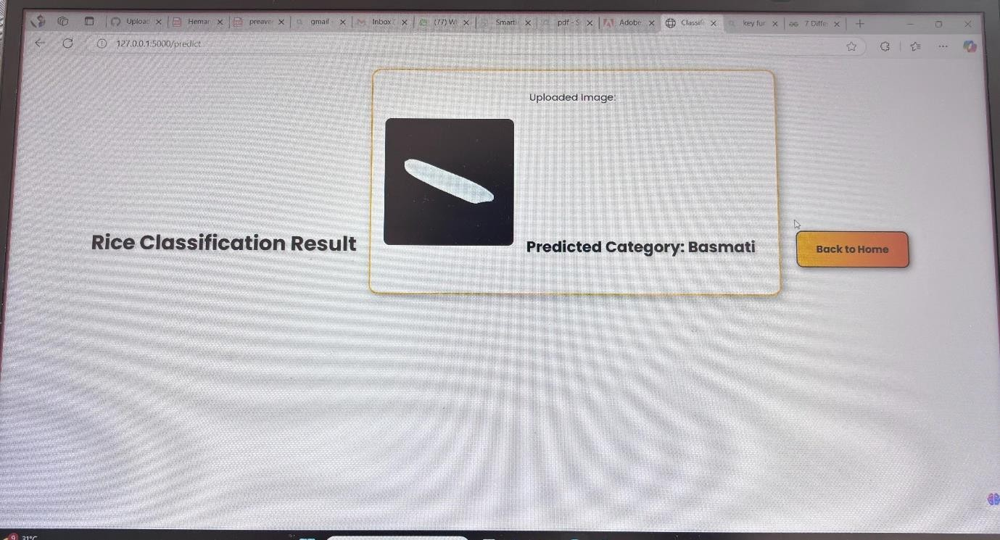 Upload
Hemar
preaver
gmail
Inbox
(77) W
Smarti
pdf - S
Adobe
Classifi
key fur
7 Differ
127.0.0.1:5000/predict
Uploaded Image:
Rice Classification Result
Predicted Category: Basmati
Back to Home
9
31°C